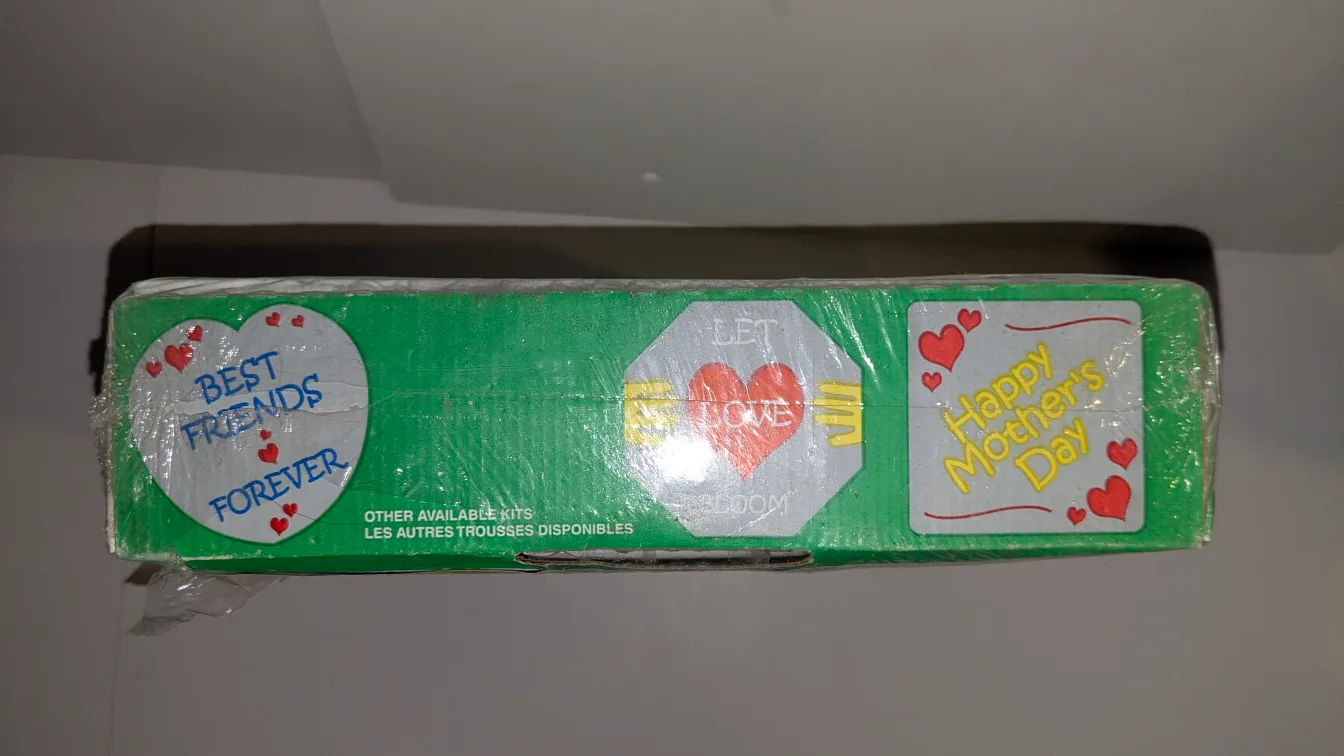 BEST
FRIENDS
FOREVER
OTHER AVAILABLE KITS
LES AUTRES TROUSSES DISPONIBLES
LET
LOVE
BLOOM
Happy
Mother's
Day